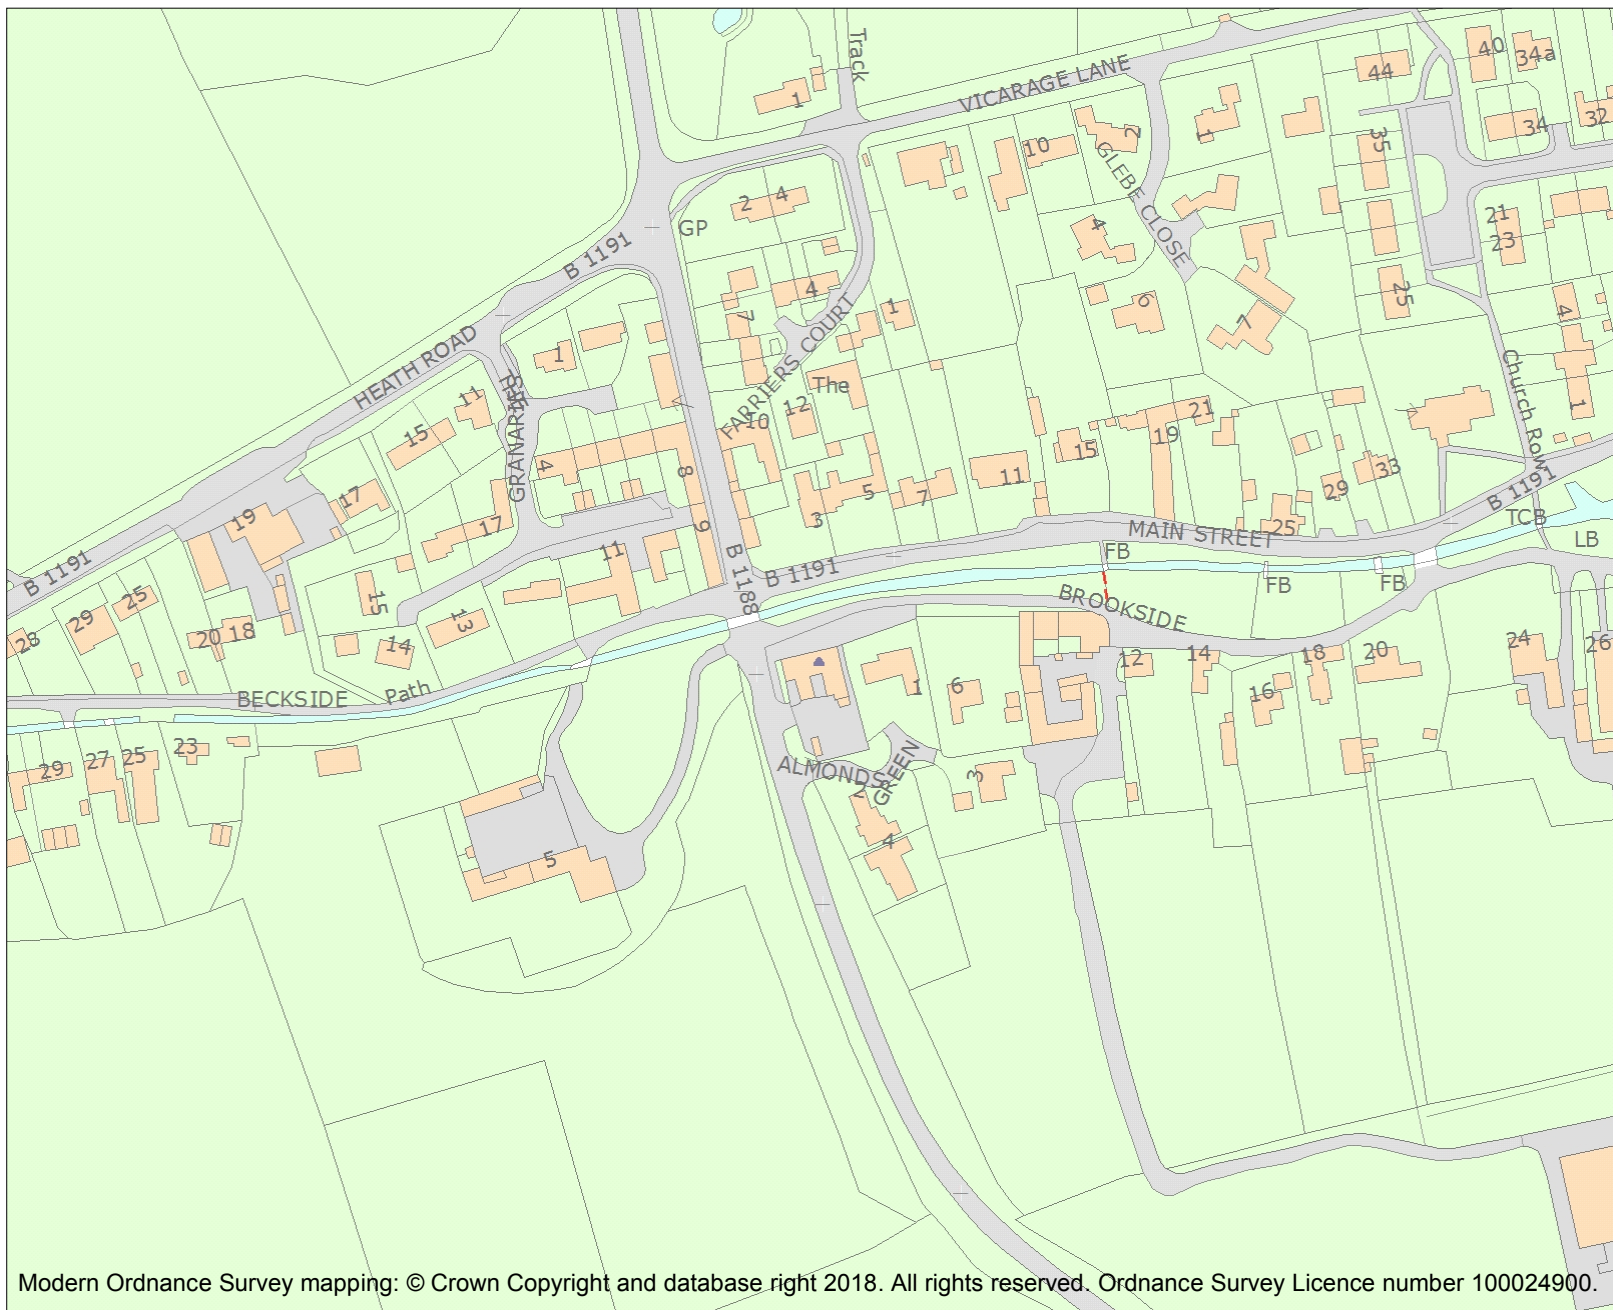 Track
VICARAGE LANE
1
40
34a
44
2
1
35
34
32
10
GLEBE CLOSE
2 4
GP
B 1191
4
21
23
4
7
1
6
7
25
4
FARRIERS COURT
HEATH ROAD
1
THE
GRANARIES
11
15
The
12
10
Church Row
1
21
19
15
4
8
17
19
17
9
3
5
7
11
25
29
33
B 1191
TCB
LB
MAIN STREET
FB
FB
FB
B 1191
B 1188
B 1191
BROOKSIDE
11
25
29
28
20 18
15
14
13
12
14
18
20
16
24
26
BECKSIDE
Path
1
6
3
ALMONDS
GREEN
2
4
23
25
27
29
5
Modern Ordnance Survey mapping: © Crown Copyright and database right 2018. All rights reserved. Ordnance Survey Licence number 100024900.